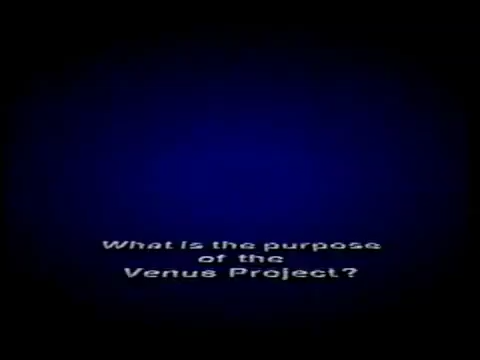 What is the purpose
of the
Venus Project?